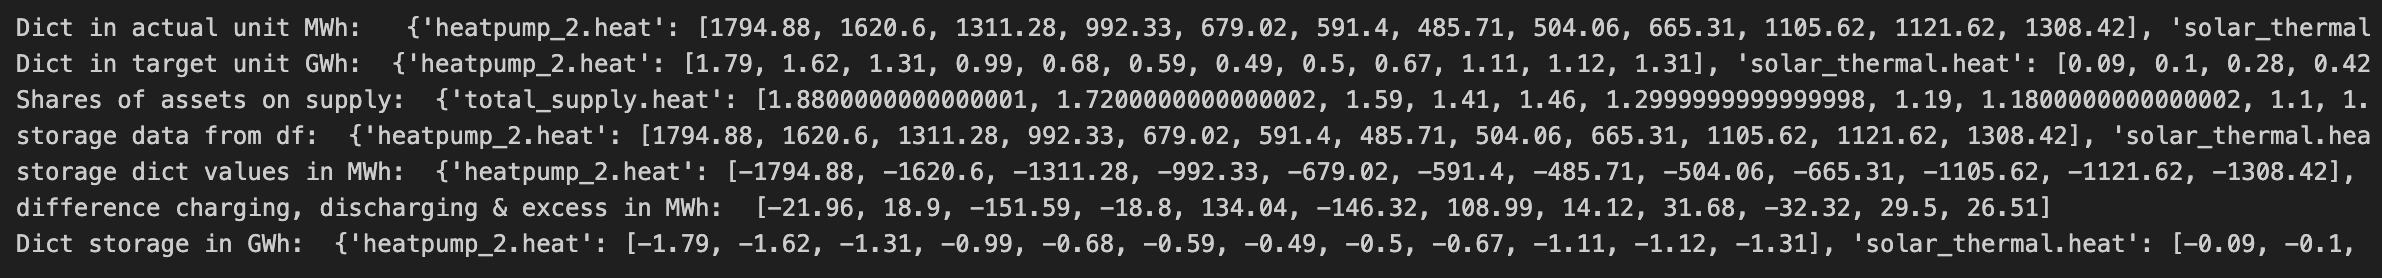 Dict in actual unit MWh:   {'heatpump_2.heat': [1794.88, 1620.6, 1311.28, 992.33, 679.02, 591.4, 485.71, 504.06, 665.31, 1105.62, 1121.62, 1308.42], 'solar_thermal
Dict in target unit GWh:  {'heatpump_2.heat': [1.79, 1.62, 1.31, 0.99, 0.68, 0.59, 0.49, 0.5, 0.67, 1.11, 1.12, 1.31], 'solar_thermal.heat': [0.09, 0.1, 0.28, 0.42
Shares of assets on supply:  {'total_supply.heat': [1.8800000000000001, 1.7200000000000002, 1.59, 1.41, 1.46, 1.2999999999999998, 1.19, 1.1800000000000002, 1.1, 1.
storage data from df:  {'heatpump_2.heat': [1794.88, 1620.6, 1311.28, 992.33, 679.02, 591.4, 485.71, 504.06, 665.31, 1105.62, 1121.62, 1308.42], 'solar_thermal.hea
storage dict values in MWh:  {'heatpump_2.heat': [-1794.88, -1620.6, -1311.28, -992.33, -679.02, -591.4, -485.71, -504.06, -665.31, -1105.62, -1121.62, -1308.42],
difference charging, discharging & excess in MWh:  [-21.96, 18.9, -151.59, -18.8, 134.04, -146.32, 108.99, 14.12, 31.68, -32.32, 29.5, 26.51]
Dict storage in GWh:  {'heatpump_2.heat': [-1.79, -1.62, -1.31, -0.99, -0.68, -0.59, -0.49, -0.5, -0.67, -1.11, -1.12, -1.31], 'solar_thermal.heat': [-0.09, -0.1,